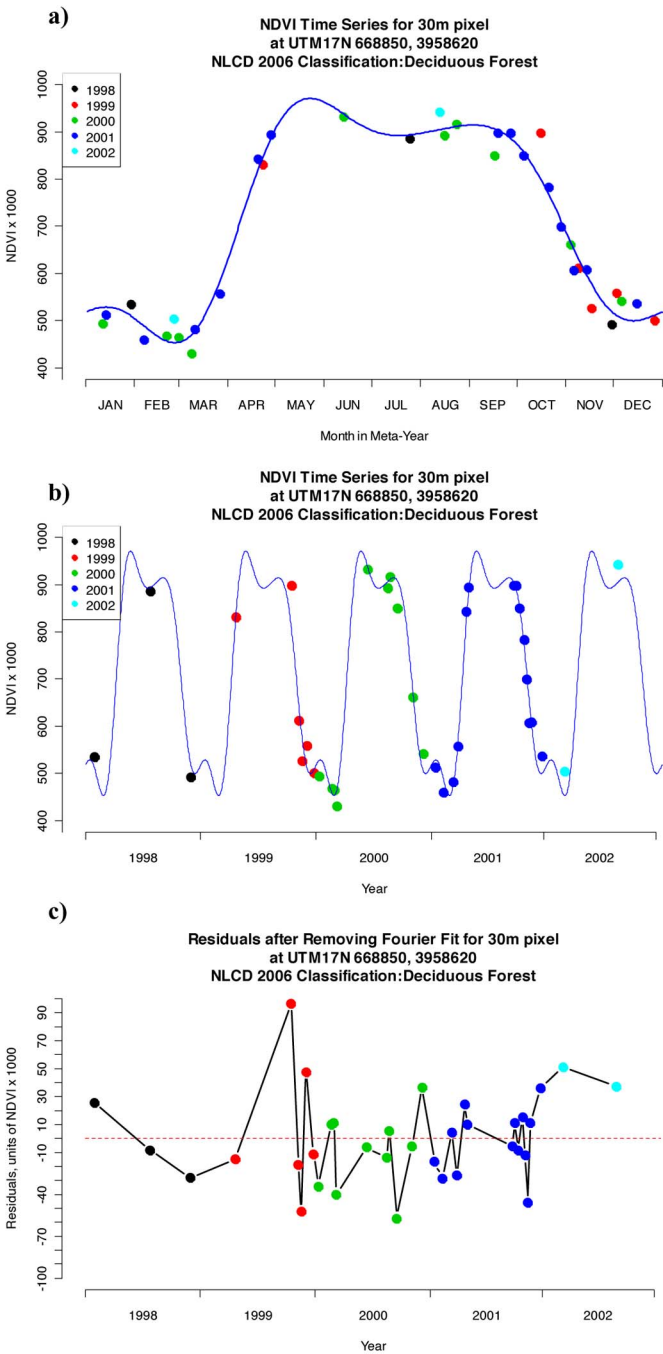 a)
NDVI Time Series for 30m pixel
at UTM17N 668850, 3958620
NLCD 2006 Classification:Deciduous Forest
1998
1999
2000
2001
2002
NDVI x 1000
400 500 600 700 800 900 1000
JAN FEB MAR APR MAY JUN JUL AUG SEP OCT NOV DEC
Month in Meta-Year
b)
NDVI Time Series for 30m pixel
at UTM17N 668850, 3958620
NLCD 2006 Classification:Deciduous Forest
1998
1999
2000
2001
2002
NDVI x 1000
400 500 600 700 800 900 1000
1998 1999 2000 2001 2002
Year
c)
Residuals after Removing Fourier Fit for 30m pixel
at UTM17N 668850, 3958620
NLCD 2006 Classification:Deciduous Forest
Residuals, units of NDVI x 1000
-100 -70 -40 -10 10 30 50 70 90
1998 1999 2000 2001 2002
Year